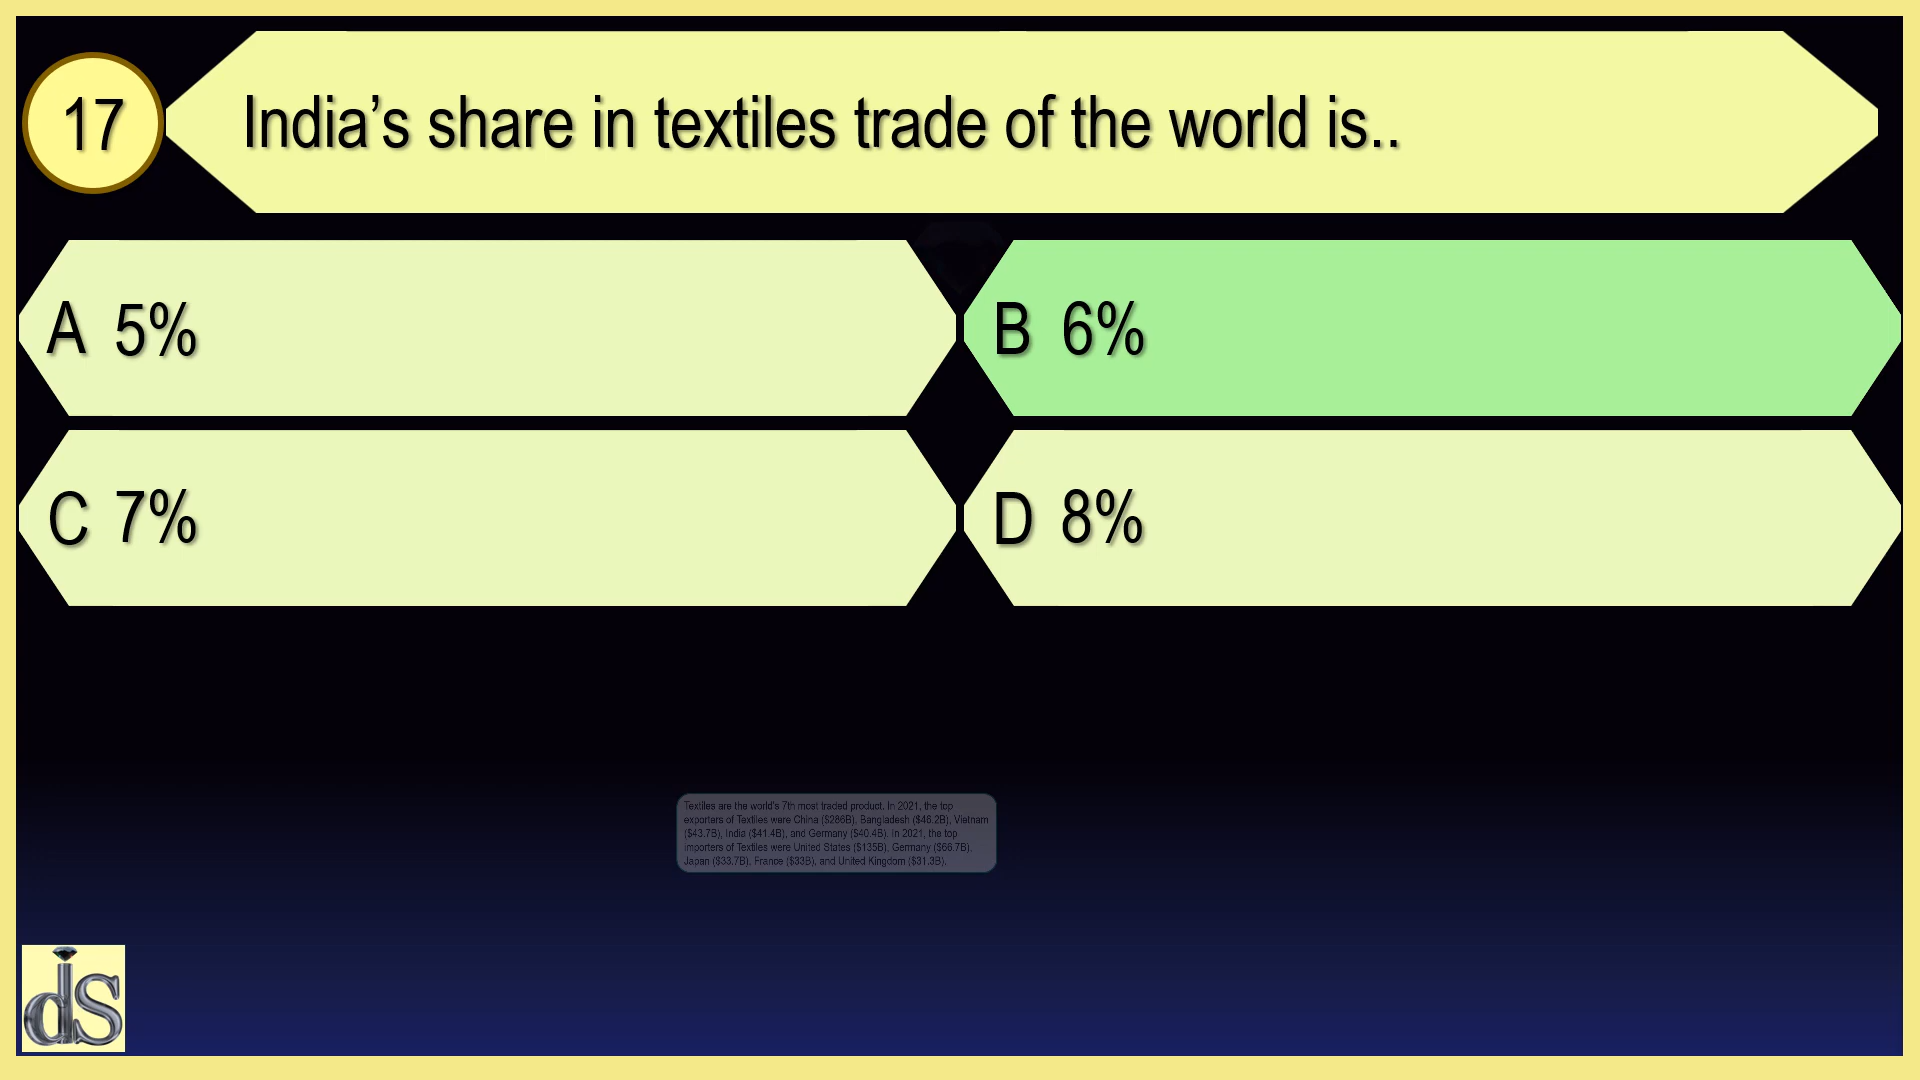 17
India’s share in textiles trade of the world is..
A 5%
B 6%
C 7%
D 8%
Textiles are the world's 7th most traded product. In 2021, the top
exporters of Textiles were China ($286B), Bangladesh ($46.2B), Vietnam
($43.7B), India ($41.4B), and Germany ($40.4B). In 2021, the top
importers of Textiles were United States ($135B), Germany ($66.7B),
Japan ($33.7B), France ($33B), and United Kingdom ($31.3B).
dS